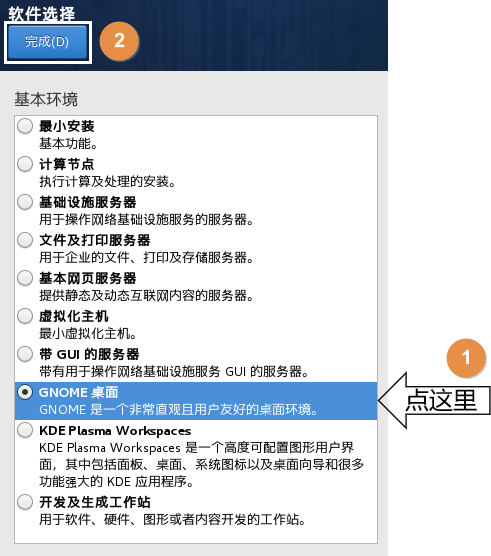 软件选择
完成(D)
2
基本环境
最小安装
基本功能。
计算节点
执行计算及处理的安装。
基础设施服务器
用于操作网络基础设施服务的服务器。
文件及打印服务器
用于企业的文件、打印及存储服务器。
基本网页服务器
提供静态及动态互联网内容的服务器。
虚拟化主机
最小虚拟化主机。
带 GUI 的服务器
带有用于操作网络基础设施服务 GUI 的服务器。
1
GNOME 桌面
GNOME 是一个非常直观且用户友好的桌面环境。
点这里
KDE Plasma Workspaces
KDE Plasma Workspaces 是一个高度可配置图形用户界
面，其中包括面板、桌面、系统图标以及桌面向导和很多
功能强大的 KDE 应用程序。
开发及生成工作站
用于软件、硬件、图形或者内容开发的工作站。